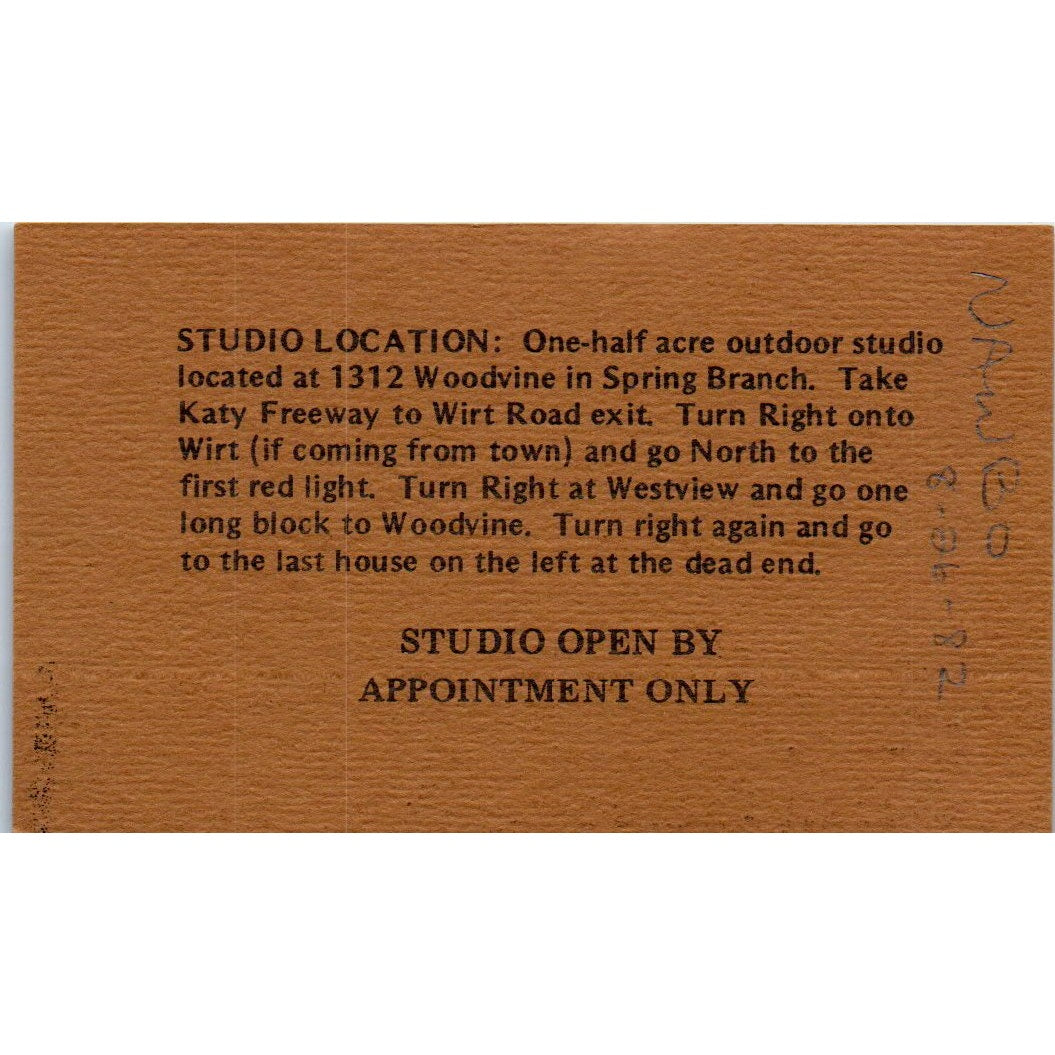 STUDIO LOCATION: One-half acre outdoor studio
located at 1312 Woodvine in Spring Branch. Take
Katy Freeway to Wirt Road exit. Turn Right onto
Wirt (if coming from town) and go North to the
first red light. Turn Right at Westview and go one
long block to Woodvine. Turn right again and go
to the last house on the left at the dead end.
STUDIO OPEN BY
APPOINTMENT ONLY